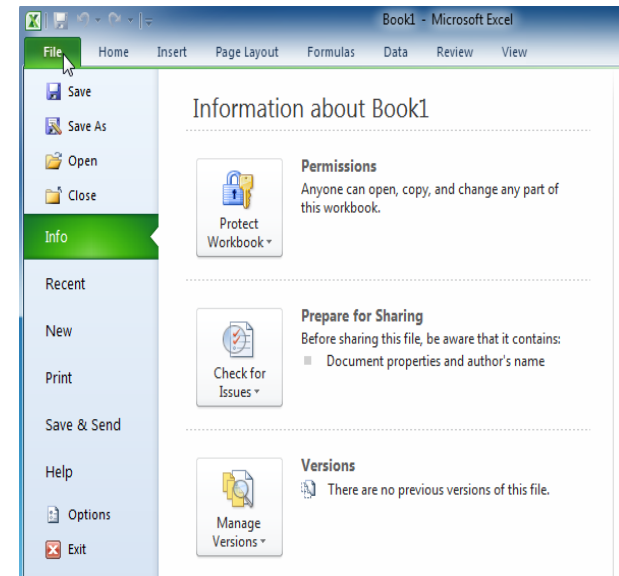 Book1 - Microsoft Excel
File Home Insert Page Layout Formulas Data Review View
Save
Save As
Open
Close
Info
Recent
New
Print
Save & Send
Help
Options
Exit
Information about Book1
Protect
Workbook
Permissions
Anyone can open, copy, and change any part of
this workbook.
Check for
Issues
Prepare for Sharing
Before sharing this file, be aware that it contains:
Document properties and author's name
Manage
Versions
Versions
There are no previous versions of this file.